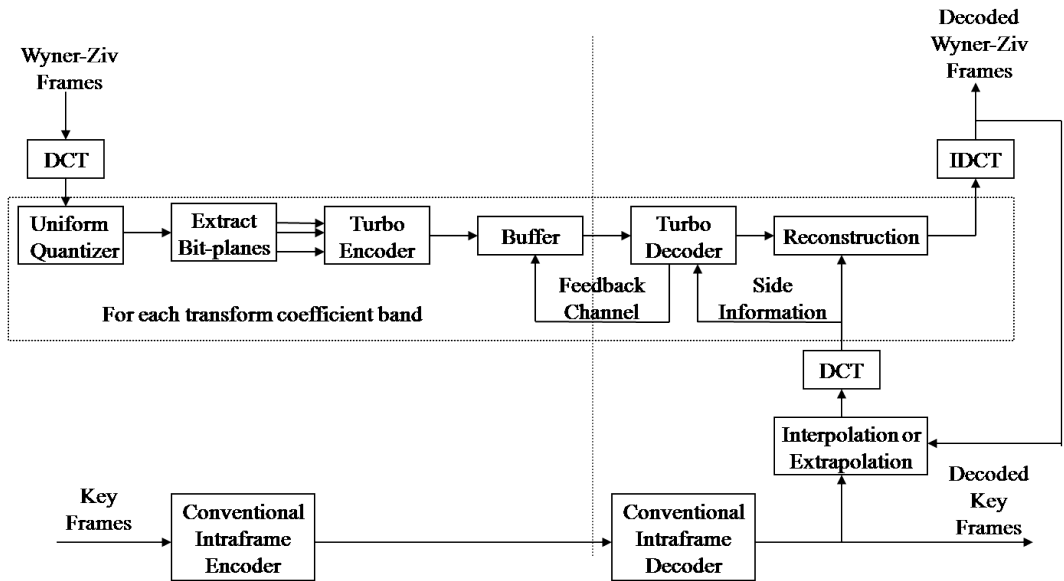 Wyner-Ziv
Frames
Decoded
Wyner-Ziv
Frames
DCT
IDCT
Uniform
Quantizer
Extract
Bit-planes
Turbo
Encoder
Buffer
Turbo
Decoder
Reconstruction
Feedback
Channel
Side
Information
For each transform coefficient band
DCT
Interpolation or
Extrapolation
Key
Frames
Conventional
Intraframe
Encoder
Conventional
Intraframe
Decoder
Decoded
Key
Frames